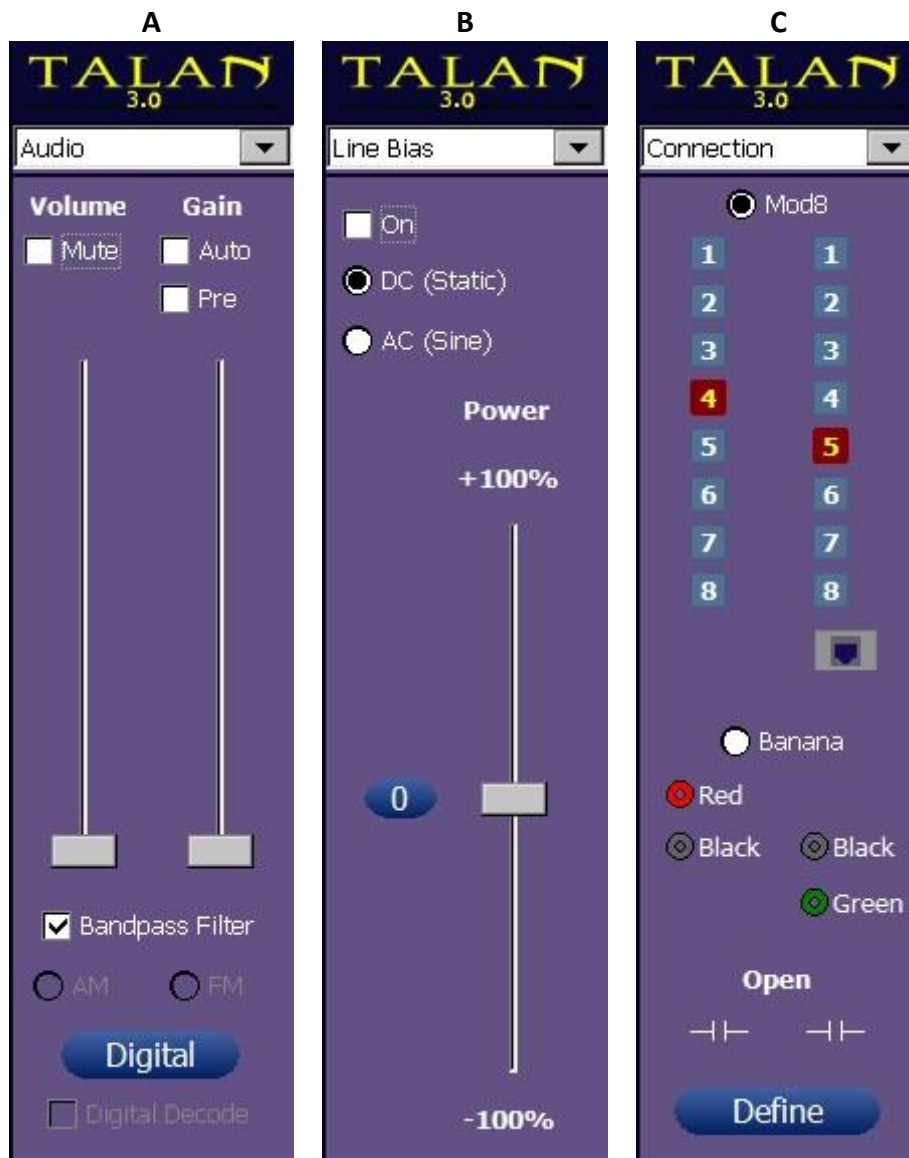 A
B
C
TALAN
3.0
Audio
Volume Gain
Mute Auto
Pre
Bandpass Filter
AM FM
Digital
Digital Decode
TALAN
3.0
Line Bias
On
DC (Static)
AC (Sine)
Power
+100%
0
-100%
TALAN
3.0
Connection
Mod8
1 1
2 2
3 3
4 4
5 5
6 6
7 7
8 8
Banana
Red
Black Black
Green
Open
Define